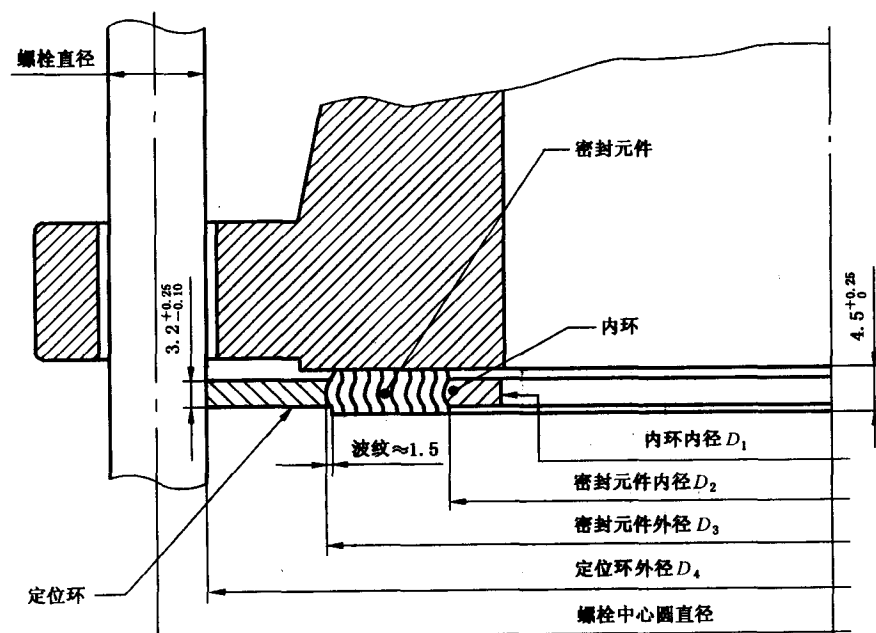 螺栓直径
密封元件
3.2 +0.25 -0.10
内环
4.5 +0.25 0
内环内径D₁
波纹≈1.5
密封元件内径D₂
密封元件外径D₃
定位环外径D₄
定位环
螺栓中心圆直径